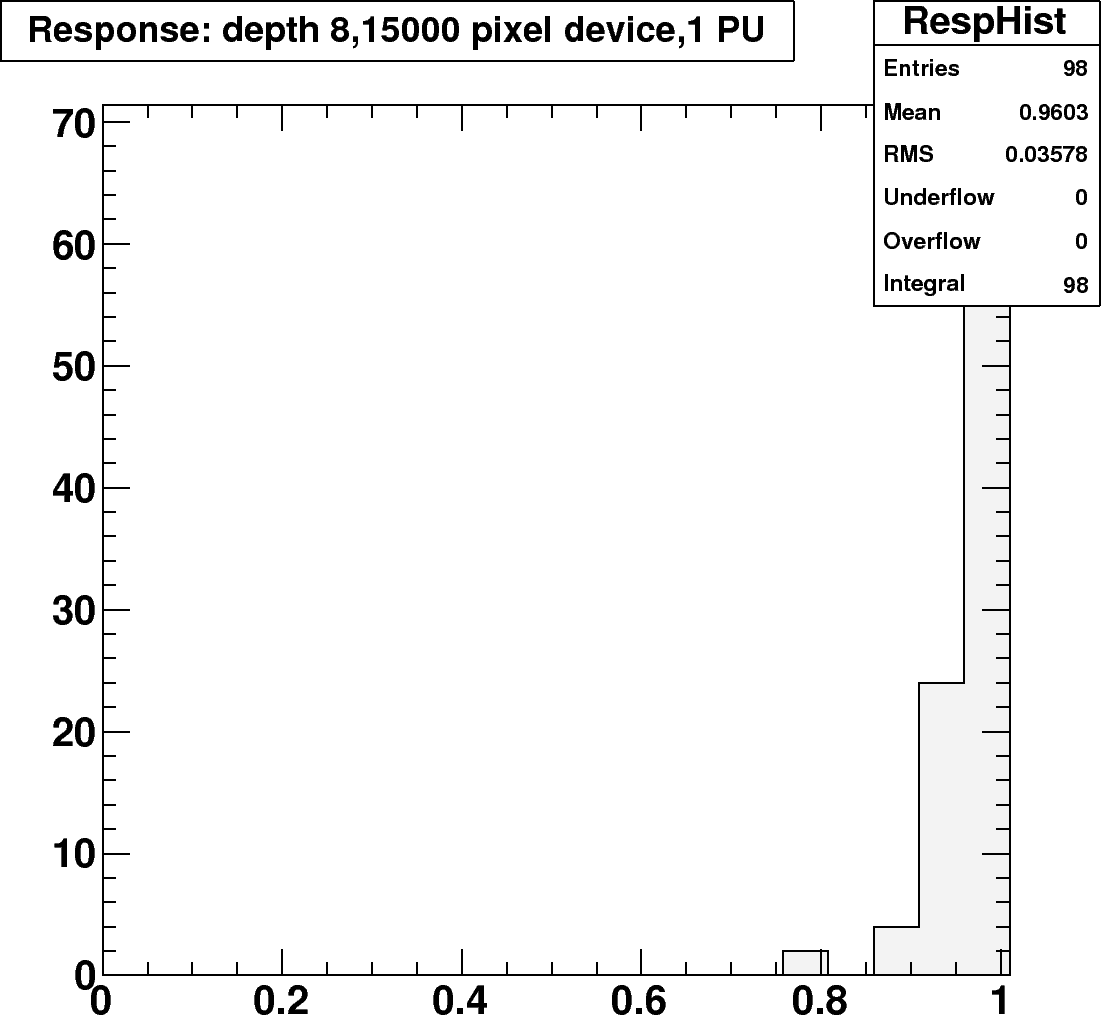 Response: depth 8,15000 pixel device,1 PU
RespHist
Entries 98
Mean 0.9603
RMS 0.03578
Underflow 0
Overflow 0
Integral 98
70
60
50
40
30
20
10
0
0 0.2 0.4 0.6 0.8 1